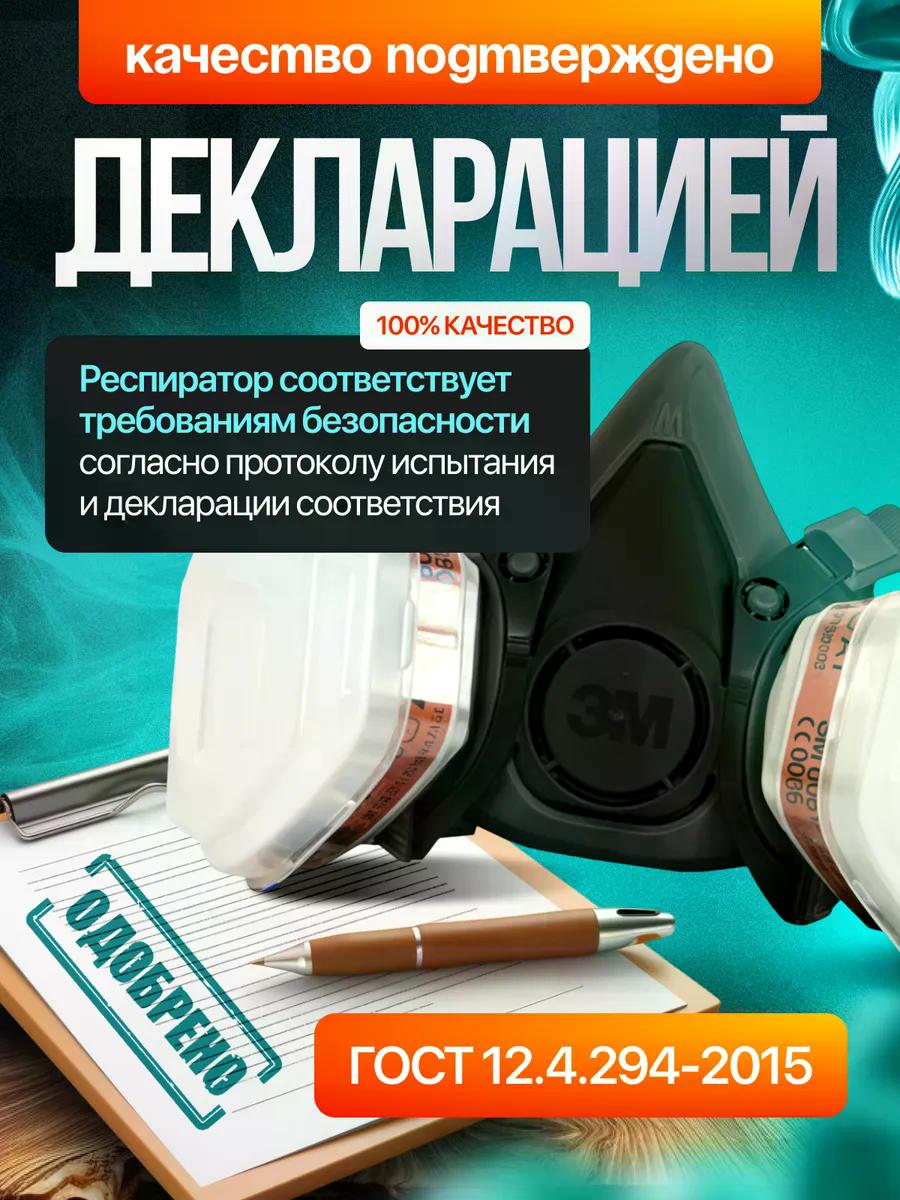 качество подтверждено
ДЕКЛАРАЦИЕЙ
100% КАЧЕСТВО
Респиратор соответствует
требованиям безопасности
согласно протоколу испытания
и декларации соответствия
3M
ОДОБРЕНО
ГОСТ 12.4.294-2015